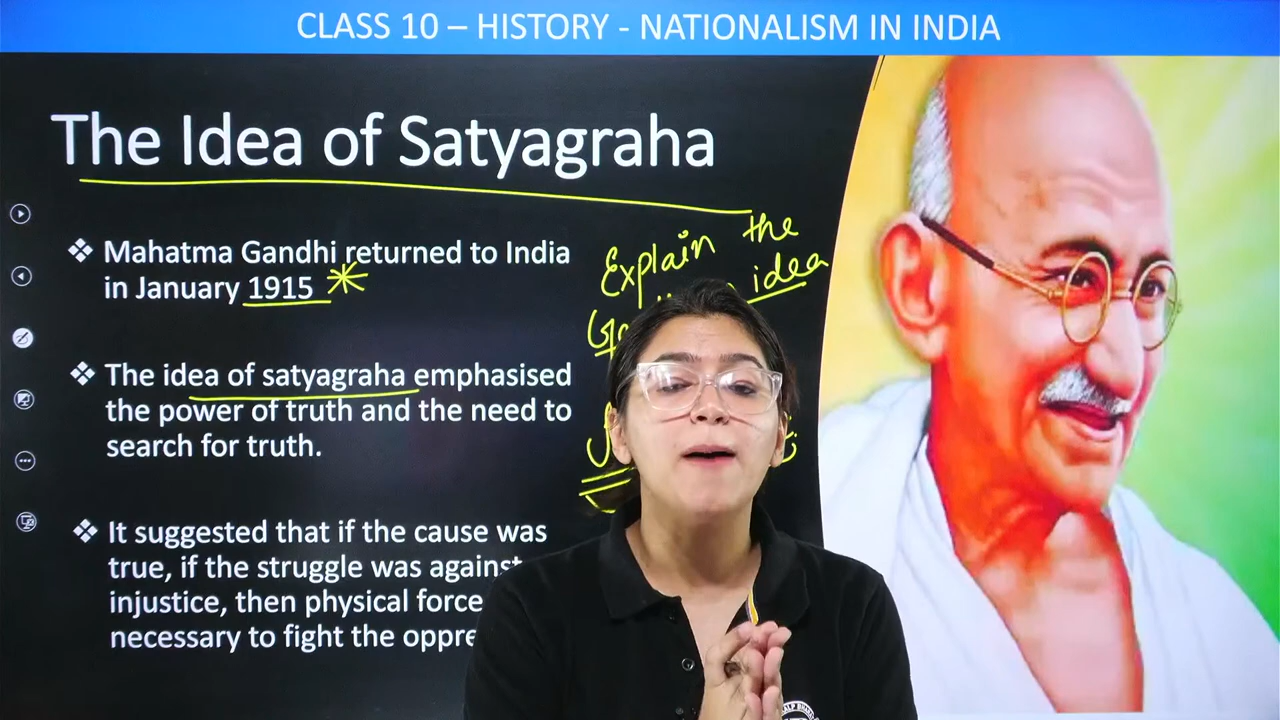 CLASS 10 – HISTORY - NATIONALISM IN INDIA
The Idea of Satyagraha
❖ Mahatma Gandhi returned to India
in January 1915 *
❖ The idea of satyagraha emphasised
the power of truth and the need to
search for truth.
❖ It suggested that if the cause was
true, if the struggle was against
injustice, then physical force
necessary to fight the
Explain the
idea